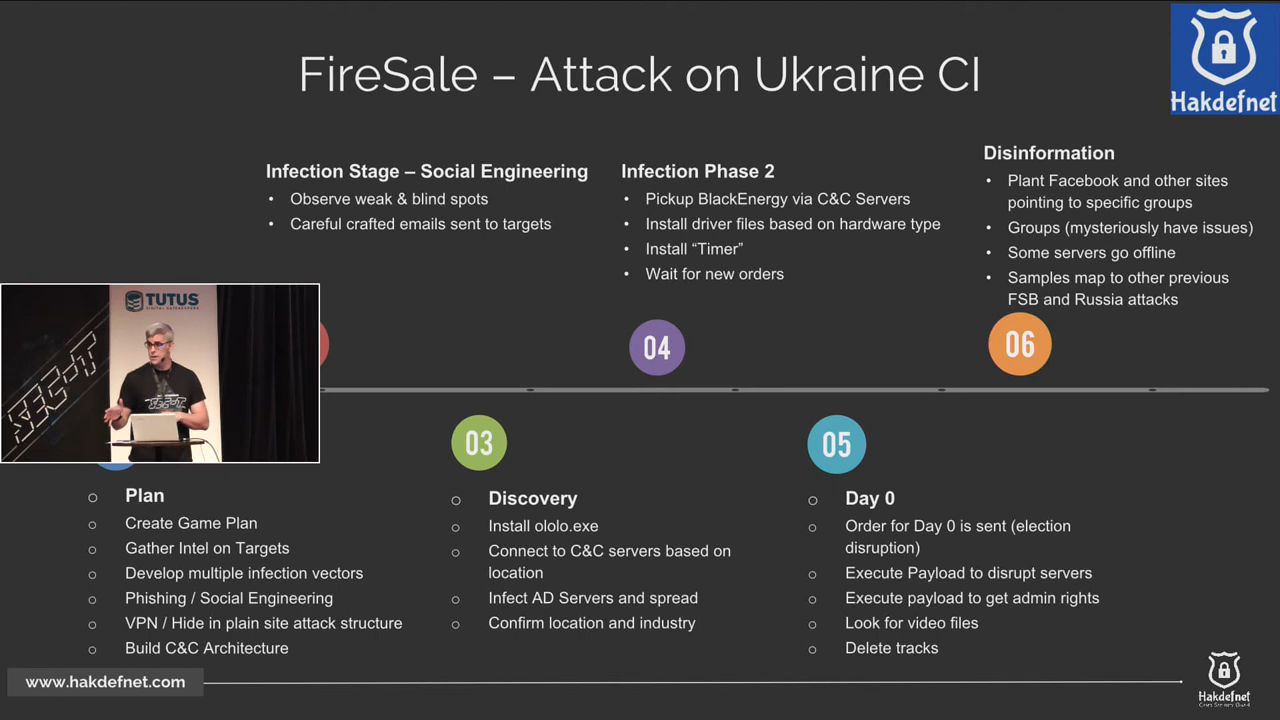 FireSale – Attack on Ukraine CI
Hakdefnet
Infection Stage – Social Engineering
• Observe weak & blind spots
• Careful crafted emails sent to targets
Infection Phase 2
• Pickup BlackEnergy via C&C Servers
• Install driver files based on hardware type
• Install “Timer”
• Wait for new orders
Disinformation
• Plant Facebook and other sites
pointing to specific groups
• Groups (mysteriously have issues)
• Some servers go offline
• Samples map to other previous
FSB and Russia attacks
TUTUS
DIGITAL GATEKEEPERS
04
06
03
05
o Plan
o Create Game Plan
o Gather Intel on Targets
o Develop multiple infection vectors
o Phishing / Social Engineering
o VPN / Hide in plain site attack structure
o Build C&C Architecture
o Discovery
o Install ololo.exe
o Connect to C&C servers based on
location
o Infect AD Servers and spread
o Confirm location and industry
o Day 0
o Order for Day 0 is sent (election
disruption)
o Execute Payload to disrupt servers
o Execute payload to get admin rights
o Look for video files
o Delete tracks
www.hakdefnet.com
Hakdefnet